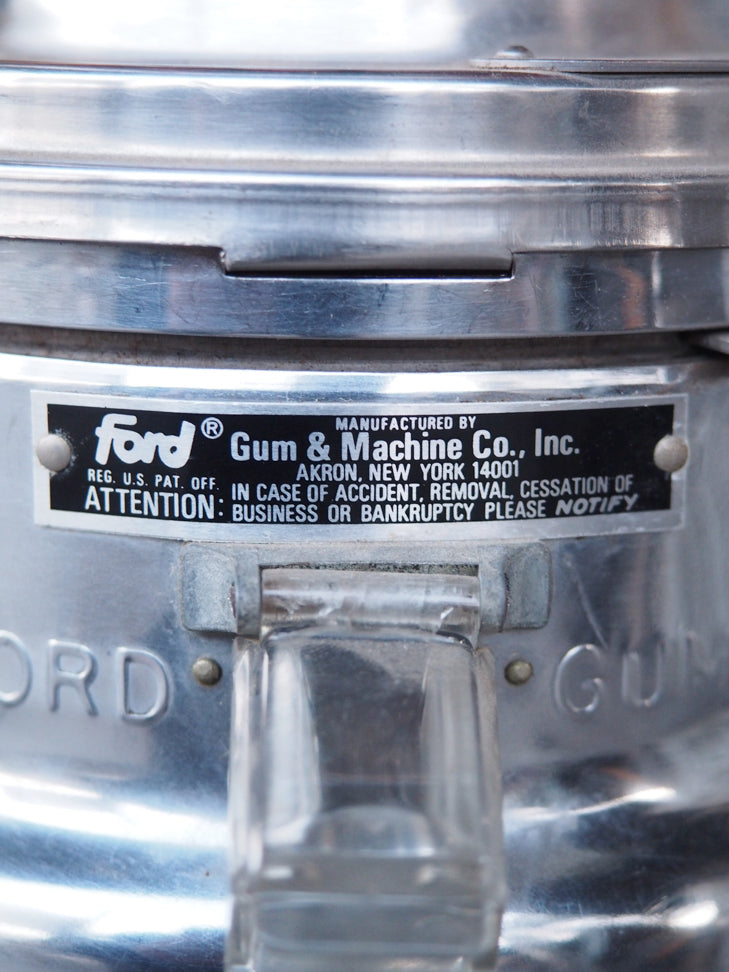 MANUFACTURED BY
Ford® Gum & Machine Co., Inc.
AKRON, NEW YORK 14001
REG. U.S. PAT. OFF.
ATTENTION: IN CASE OF ACCIDENT, REMOVAL, CESSATION OF
BUSINESS OR BANKRUPTCY PLEASE NOTIFY
ORD GUM